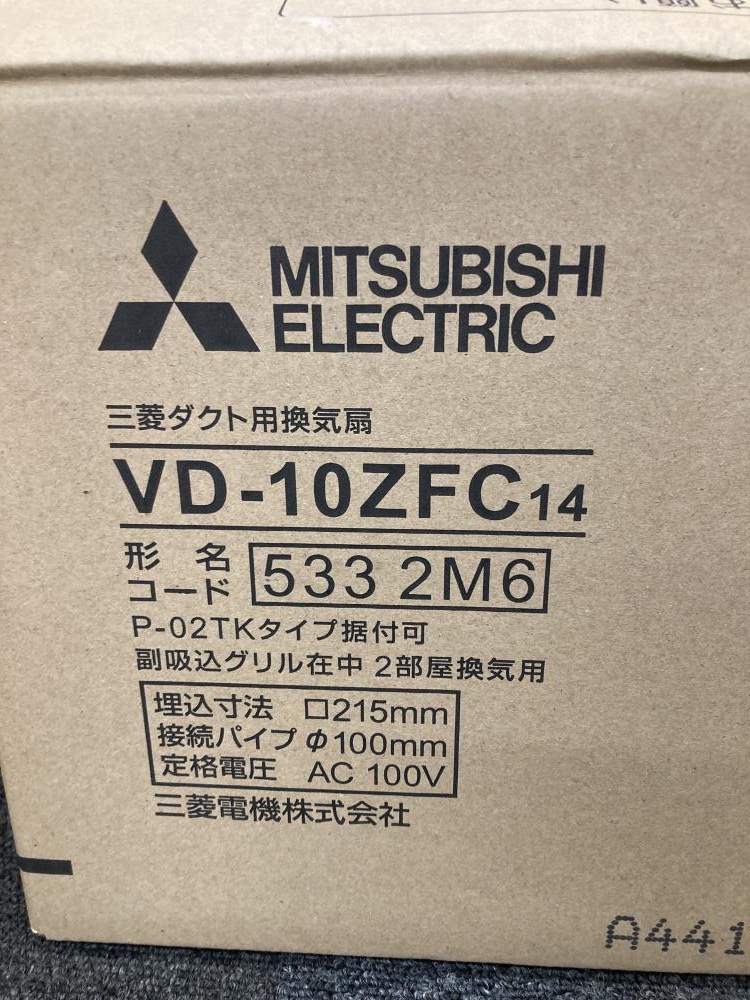 MITSUBISHI
ELECTRIC
三菱ダクト用換気扇
VD-10ZFC14
形名
コード
533 2M6
P-02TKタイプ据付可
副吸込グリル在中 2部屋換気用
埋込寸法 □215mm
接続パイプ φ100mm
定格電圧 AC 100V
三菱電機株式会社
A441